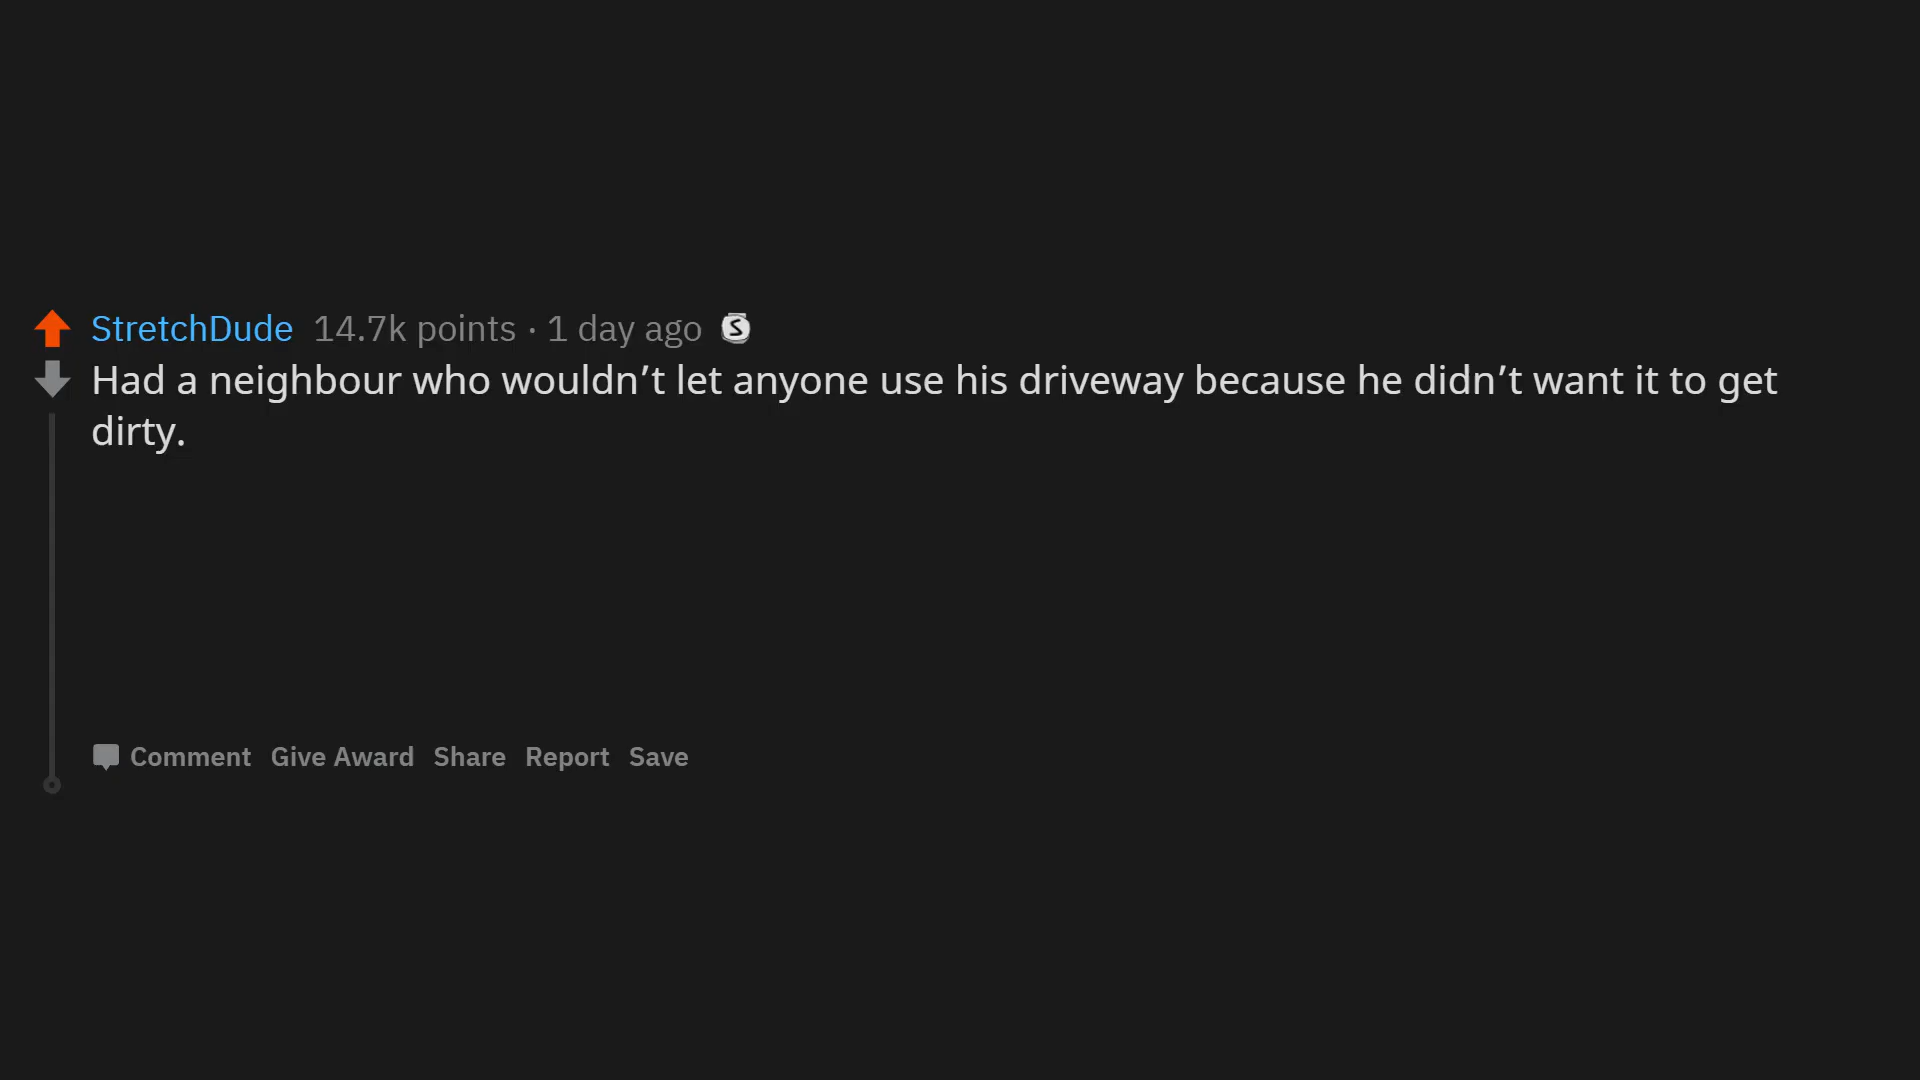 StretchDude 14.7k points · 1 day ago S
Had a neighbour who wouldn’t let anyone use his driveway because he didn’t want it to get
dirty.
Comment Give Award Share Report Save